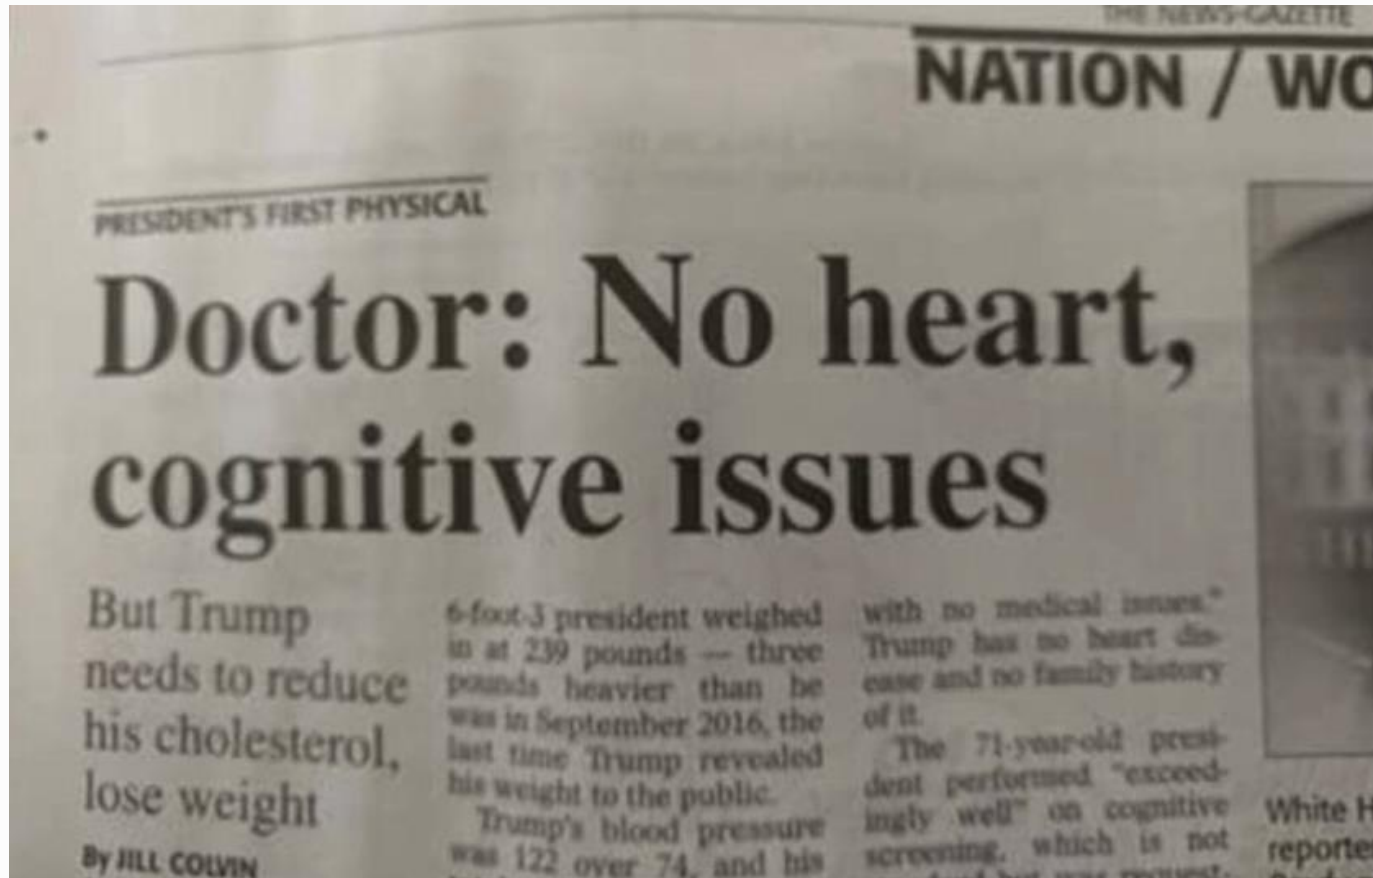 THE NEWS-GAZETTE
NATION / WO
PRESIDENT'S FIRST PHYSICAL
Doctor: No heart,
cognitive issues
But Trump
needs to reduce
his cholesterol,
lose weight
By JILL COLVIN
6-foot-3 president weighed
in at 239 pounds — three
pounds heavier than he
was in September 2016, the
last time Trump revealed
his weight to the public.
Trump's blood pressure
was 122 over 74, and his
with no medical issues."
Trump has no heart dis-
ease and no family history
of it.
The 71-year-old presi-
dent performed "exceed-
ingly well" on cognitive
screening, which is not
White H
reporte